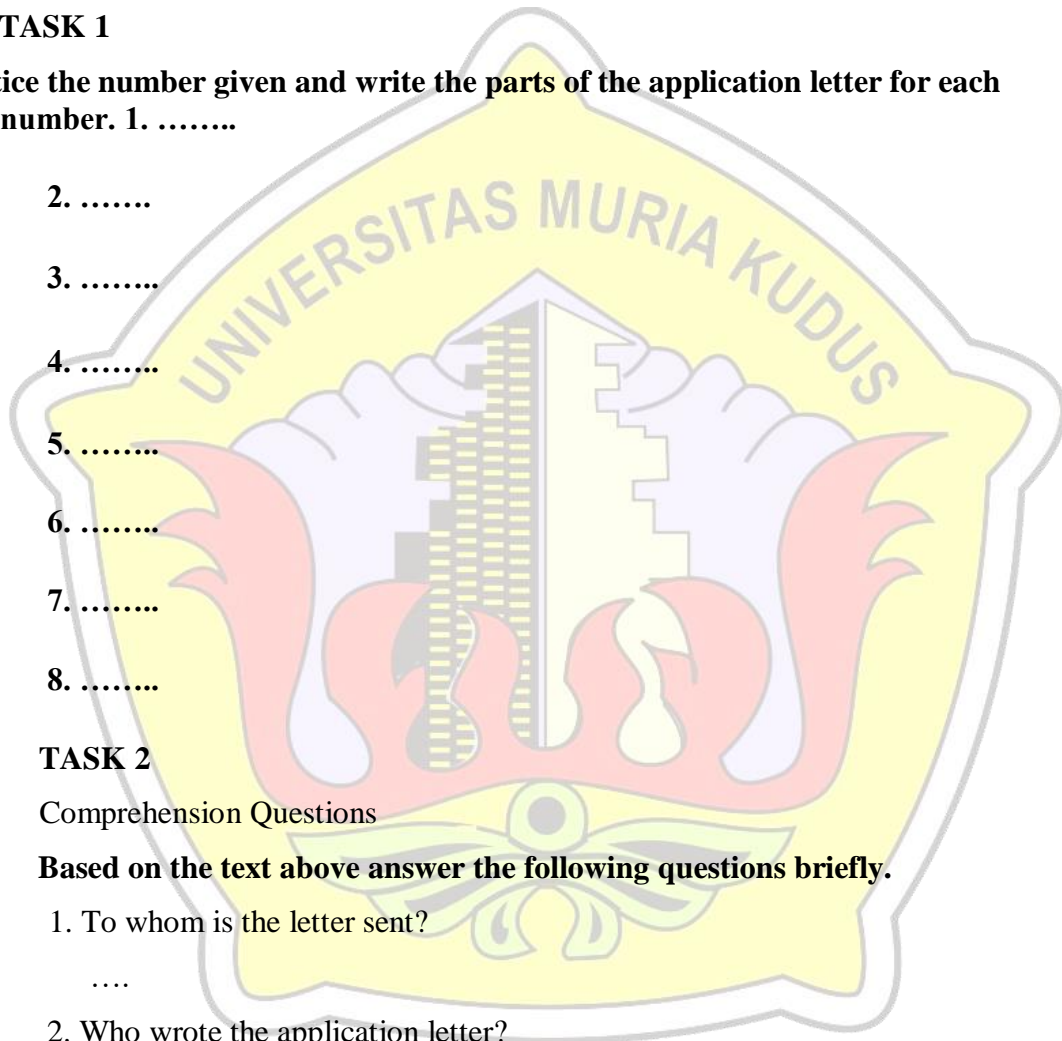 TASK 1
tice the number given and write the parts of the application letter for each
number. 1. ……..
2. …….
3. ……..
4. ……..
5. ……..
6. ……..
7. ……..
8. ……..
UNIVERSITAS MURIA KUDUS
TASK 2
Comprehension Questions
Based on the text above answer the following questions briefly.
1. To whom is the letter sent?
….
2. Who wrote the application letter?